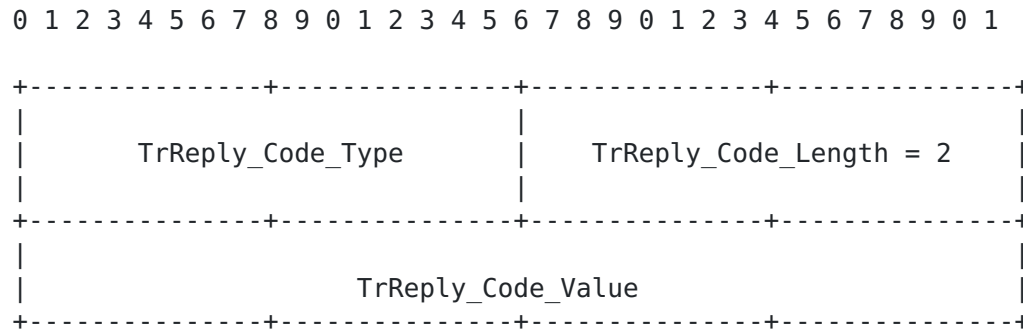 0 1 2 3 4 5 6 7 8 9 0 1 2 3 4 5 6 7 8 9 0 1 2 3 4 5 6 7 8 9 0 1
TrReply_Code_Type TrReply_Code_Length = 2
TrReply_Code_Value